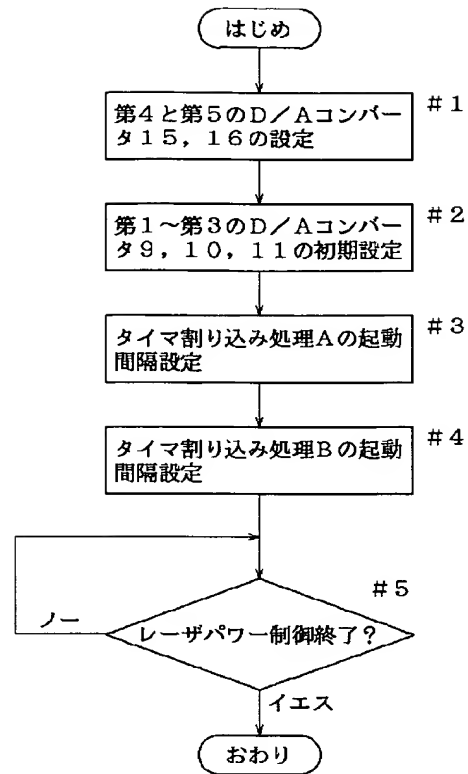 はじめ
第4と第5のD/Aコンバー
タ15，16の設定
#1
第1～第3のD/Aコンバー
タ9，10，11の初期設定
#2
タイマ割り込み処理Aの起動
間隔設定
#3
タイマ割り込み処理Bの起動
間隔設定
#4
#5
ノー
レーザパワー制御終了？
イエス
おわり